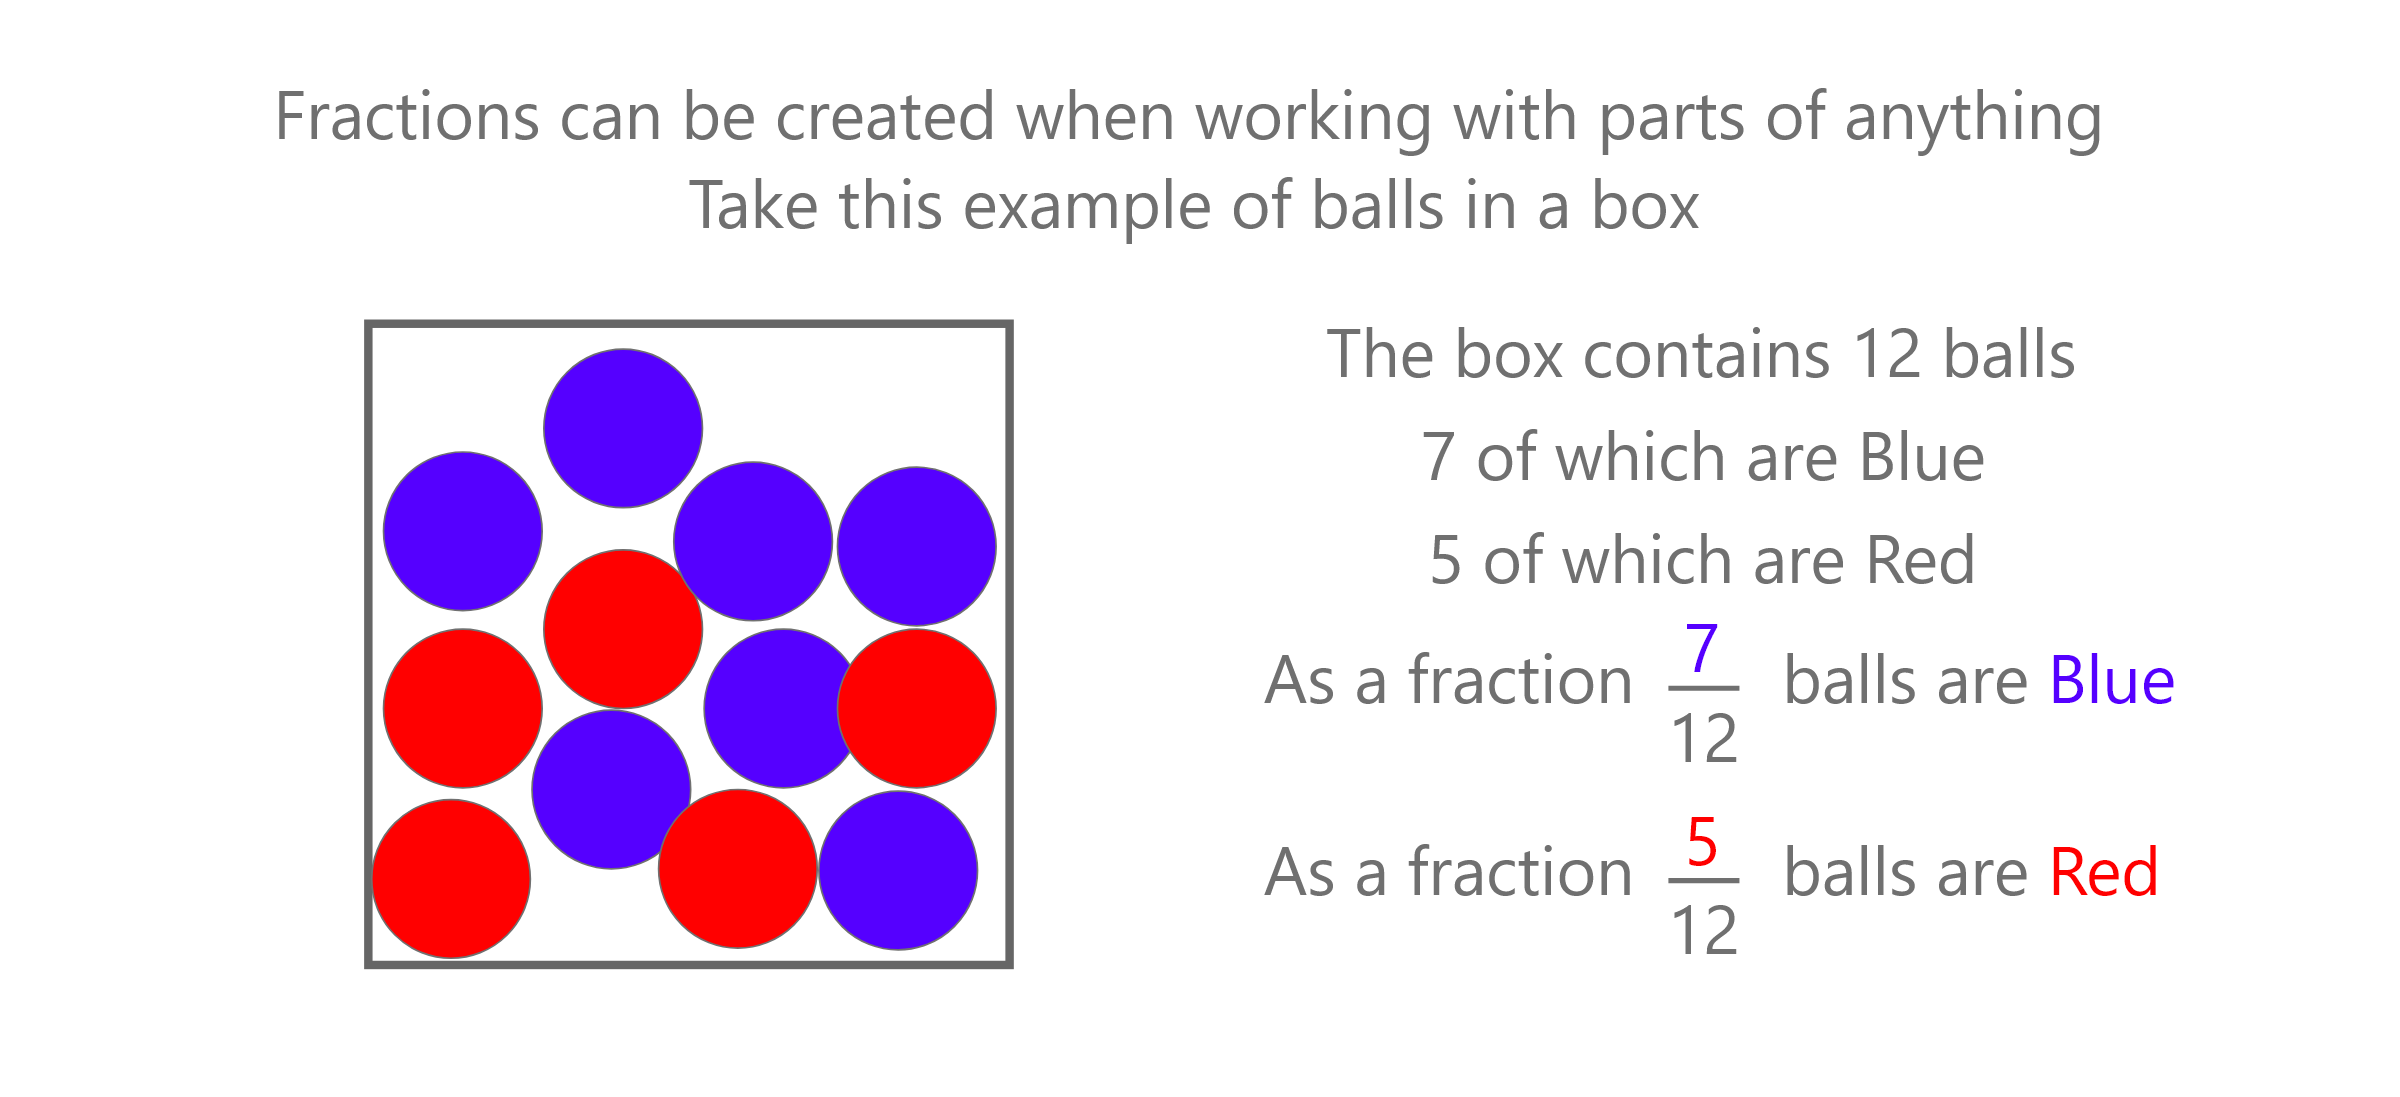 Fractions can be created when working with parts of anything
Take this example of balls in a box
The box contains 12 balls
7 of which are Blue
5 of which are Red
As a fraction 7/12 balls are Blue
As a fraction 5/12 balls are Red